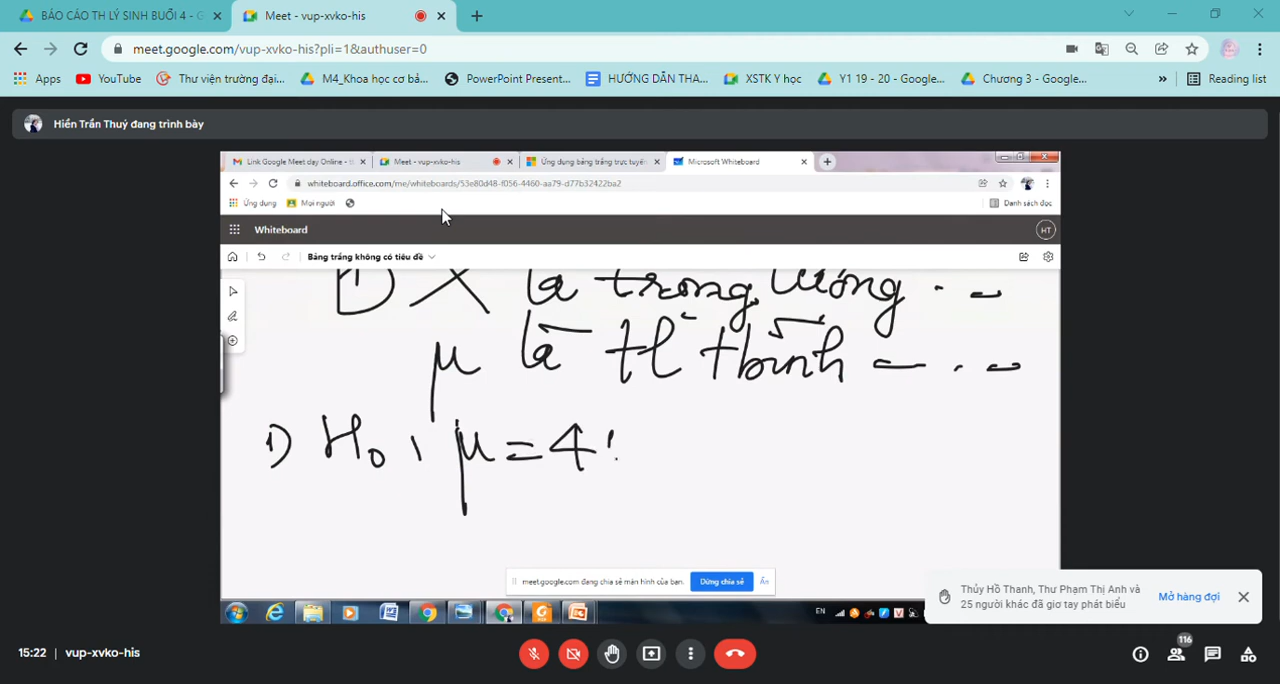 BÁO CÁO TH LÝ SINH BUỔI 4 - G
Meet - vup-xvko-his
meet.google.com/vup-xvko-his?pli=1&authuser=0
Apps YouTube Thư viện trường đại... M4_Khoa học cơ bả... PowerPoint Present... HƯỚNG DẪN THA... XSTK Y học Y1 19 - 20 - Google... Chương 3 - Google... » Reading list
Hiền Trần Thuý đang trình bày
Link Google Meet dạy Online - t Meet - vup-xvko-his Ứng dụng bảng trắng trực tuyến Microsoft Whiteboard
whiteboard.office.com/me/whiteboards/53e80d48-f056-4460-aa79-d77b32422ba2
Ứng dụng Mọi người Danh sách đọc
Whiteboard HT
Bảng trắng không có tiêu đề
1) X là trọng lượng ...
μ là tl tbình ...
1) H₀: μ = 4
meet.google.com đang chia sẻ màn hình của bạn. Dừng chia sẻ Ẩn
EN
Thủy Hồ Thanh, Thư Phạm Thị Anh và
25 người khác đã giơ tay phát biểu
Mở hàng đợi
15:22 | vup-xvko-his
116